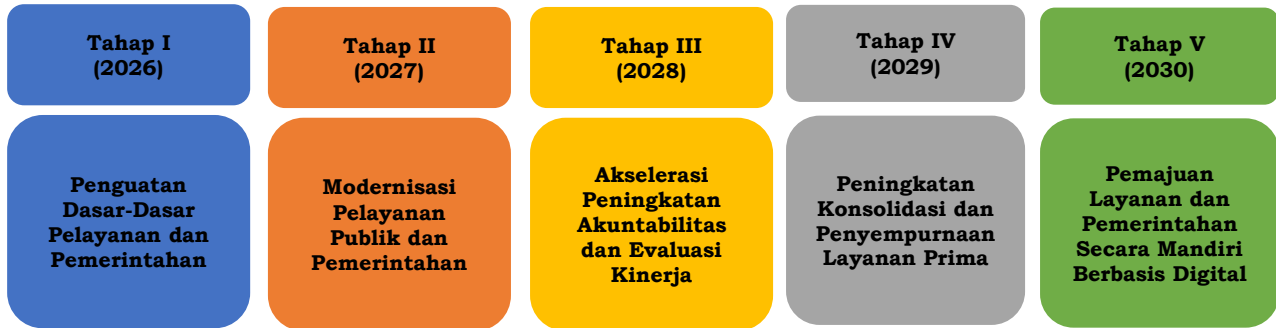 Tahap I
(2026)
Tahap II
(2027)
Tahap III
(2028)
Tahap IV
(2029)
Tahap V
(2030)
Penguatan
Dasar-Dasar
Pelayanan dan
Pemerintahan
Modernisasi
Pelayanan
Publik dan
Pemerintahan
Akselerasi
Peningkatan
Akuntabilitas
dan Evaluasi
Kinerja
Peningkatan
Konsolidasi dan
Penyempurnaan
Layanan Prima
Pemajuan
Layanan dan
Pemerintahan
Secara Mandiri
Berbasis Digital